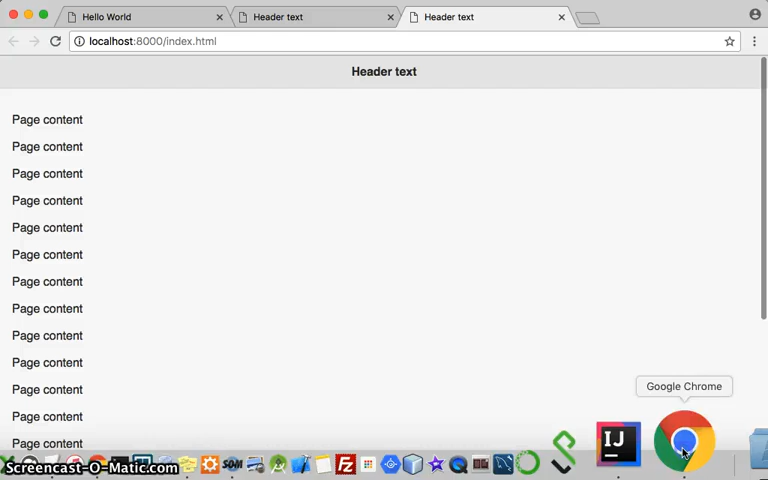 Hello World
Header text
Header text
localhost:8000/index.html
Header text
Page content
Page content
Page content
Page content
Page content
Page content
Page content
Page content
Page content
Page content
Page content
Page content
Page content
Google Chrome
IJ
SQM
Fz
Screencast-O-Matic.com